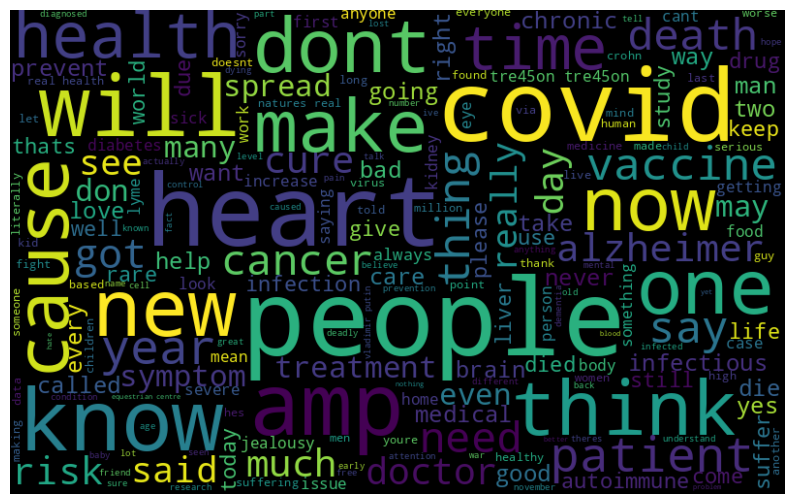 diagnosed
part
lost
sorry
anyone
first
everyone
tell
cant
worse
health
dont
time
chronic
death
right
crohn
hope
prevent
doesnt
dying
real health
due
world
spread
going
long
found
tre45on tre45on
last
way
drug
will
make
covid
natures real
number
ive
eye
via
mind
human
study
man
two
keep
let
sick
work
thats
many
diabetes
level
actually
cure
talk
kidney
medicine
made
child
serious
literally
see
want
increase
bad
pain
virus
thing
really
day
live
vaccine
getting
cause
don
love
lyme
control
heart
saying
told
million
give
please
use
take
now
may
food
kid
well
fact
known
caused
fight
got
rare
help
cancer
always
believe
alzheimer
anything
guy
thank
mental
never
based
name
cell
look
infection
care
prevention
point
liver
person
old
something
one
yet
someone
every
new
mean
great
deadly
vladimir putin
people
dementia
say
life
hate
children
year
treatment
brain
died
body
blood
infected
case
called
symptom
severe
hes
nothing
different
women
still
infectious
high
die
data
condition
equestrian centre
home
medical
even
back
yes
making
know
age
amp
think
suffer
another
baby
lot
seen
jealousy
men
youre
need
war
better
theres
understand
risk
said
today
much
early
doctor
healthy
good
patient
come
friend
sure
research
suffering
issue
free
attention
november
autoimmune
problem